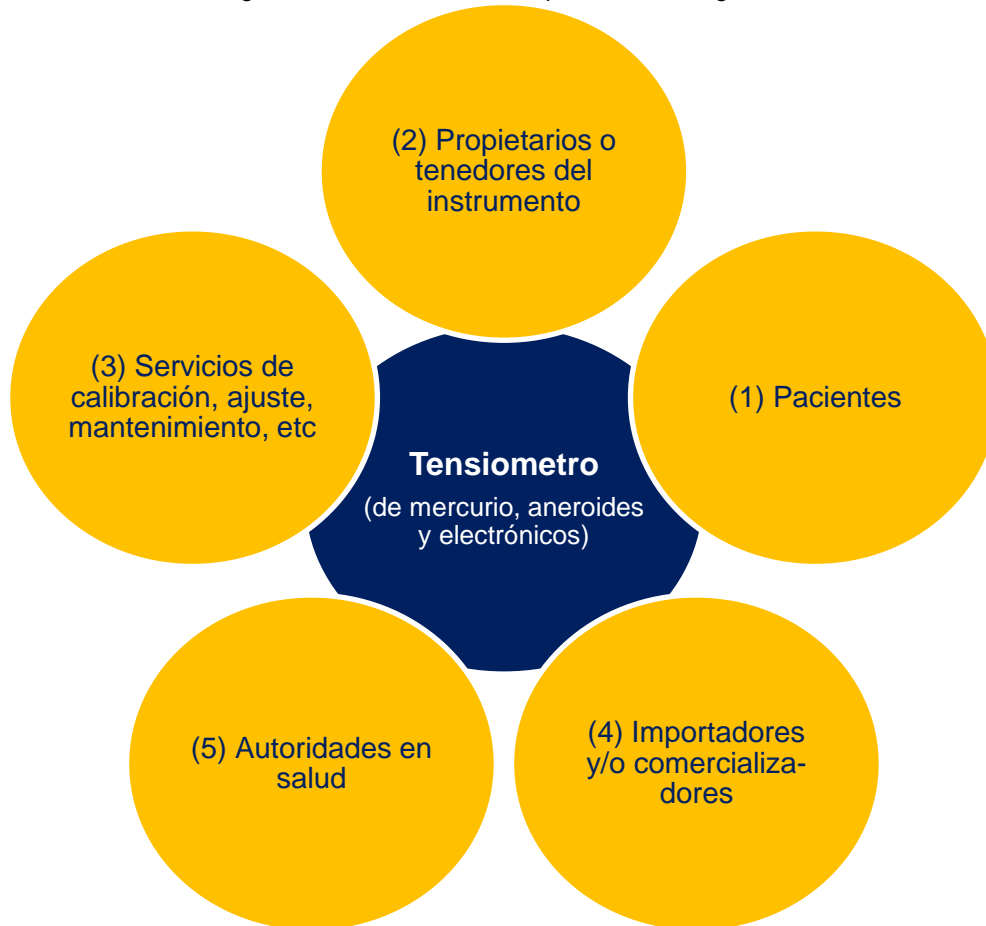 (2) Propietarios o
tenedores del
instrumento
(3) Servicios de
calibración, ajuste,
mantenimiento, etc
(1) Pacientes
Tensiometro
(de mercurio, aneroides
y electrónicos)
(5) Autoridades en
salud
(4) Importadores
y/o comercializa-
dores